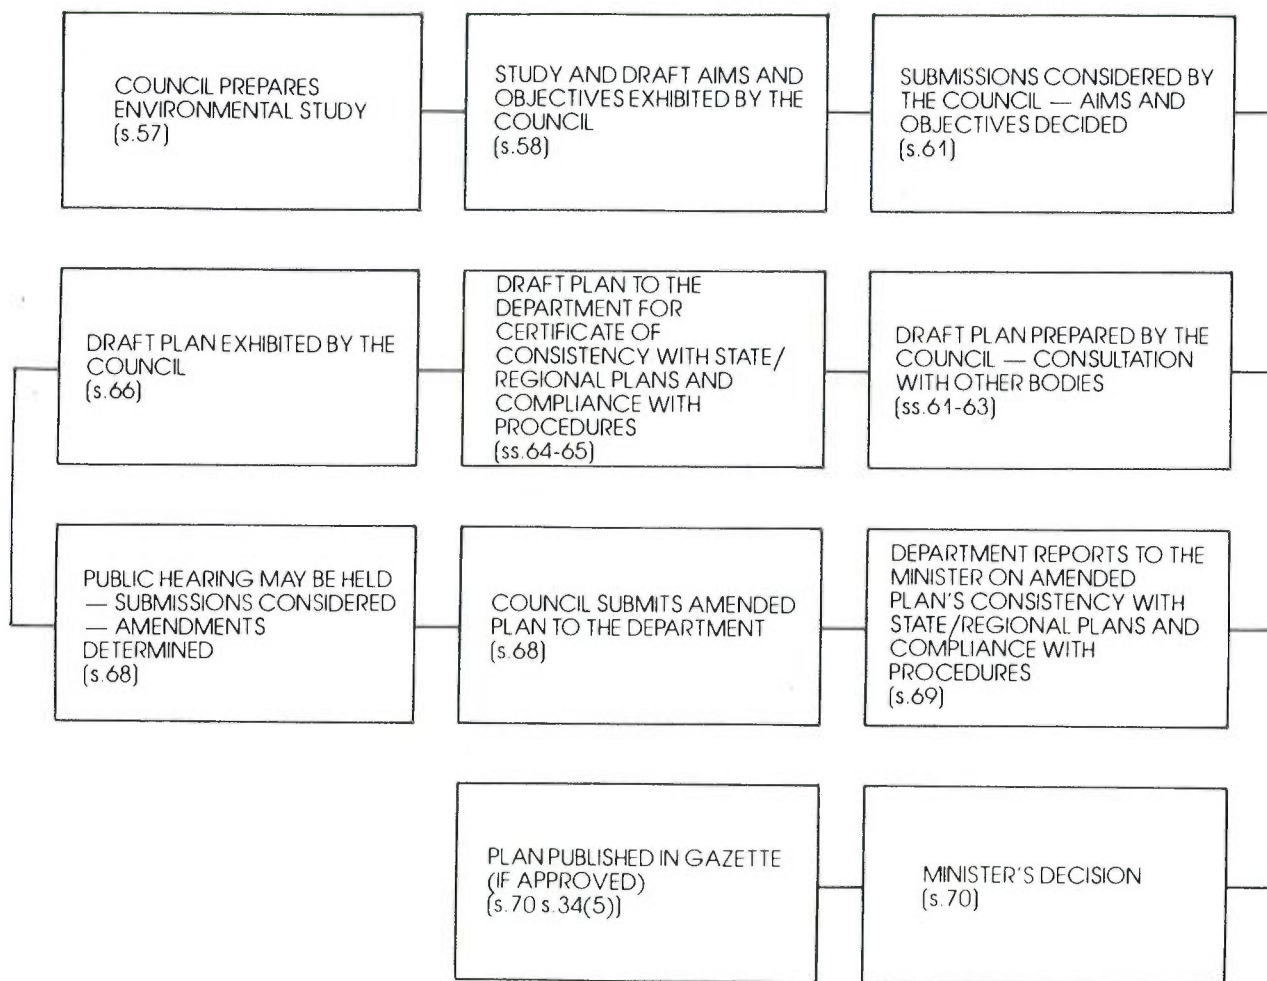 COUNCIL PREPARES
ENVIRONMENTAL STUDY
(s.57)
STUDY AND DRAFT AIMS AND
OBJECTIVES EXHIBITED BY THE
COUNCIL
(s.58)
SUBMISSIONS CONSIDERED BY
THE COUNCIL — AIMS AND
OBJECTIVES DECIDED
(s.61)
DRAFT PLAN EXHIBITED BY THE
COUNCIL
(s.66)
DRAFT PLAN TO THE
DEPARTMENT FOR
CERTIFICATE OF
CONSISTENCY WITH STATE/
REGIONAL PLANS AND
COMPLIANCE WITH
PROCEDURES
(ss.64-65)
DRAFT PLAN PREPARED BY THE
COUNCIL — CONSULTATION
WITH OTHER BODIES
(ss.61-63)
PUBLIC HEARING MAY BE HELD
— SUBMISSIONS CONSIDERED
— AMENDMENTS
DETERMINED
(s.68)
COUNCIL SUBMITS AMENDED
PLAN TO THE DEPARTMENT
(s.68)
DEPARTMENT REPORTS TO THE
MINISTER ON AMENDED
PLAN'S CONSISTENCY WITH
STATE/REGIONAL PLANS AND
COMPLIANCE WITH
PROCEDURES
(s.69)
PLAN PUBLISHED IN GAZETTE
(IF APPROVED)
(s.70 s.34(5))
MINISTER'S DECISION
(s.70)